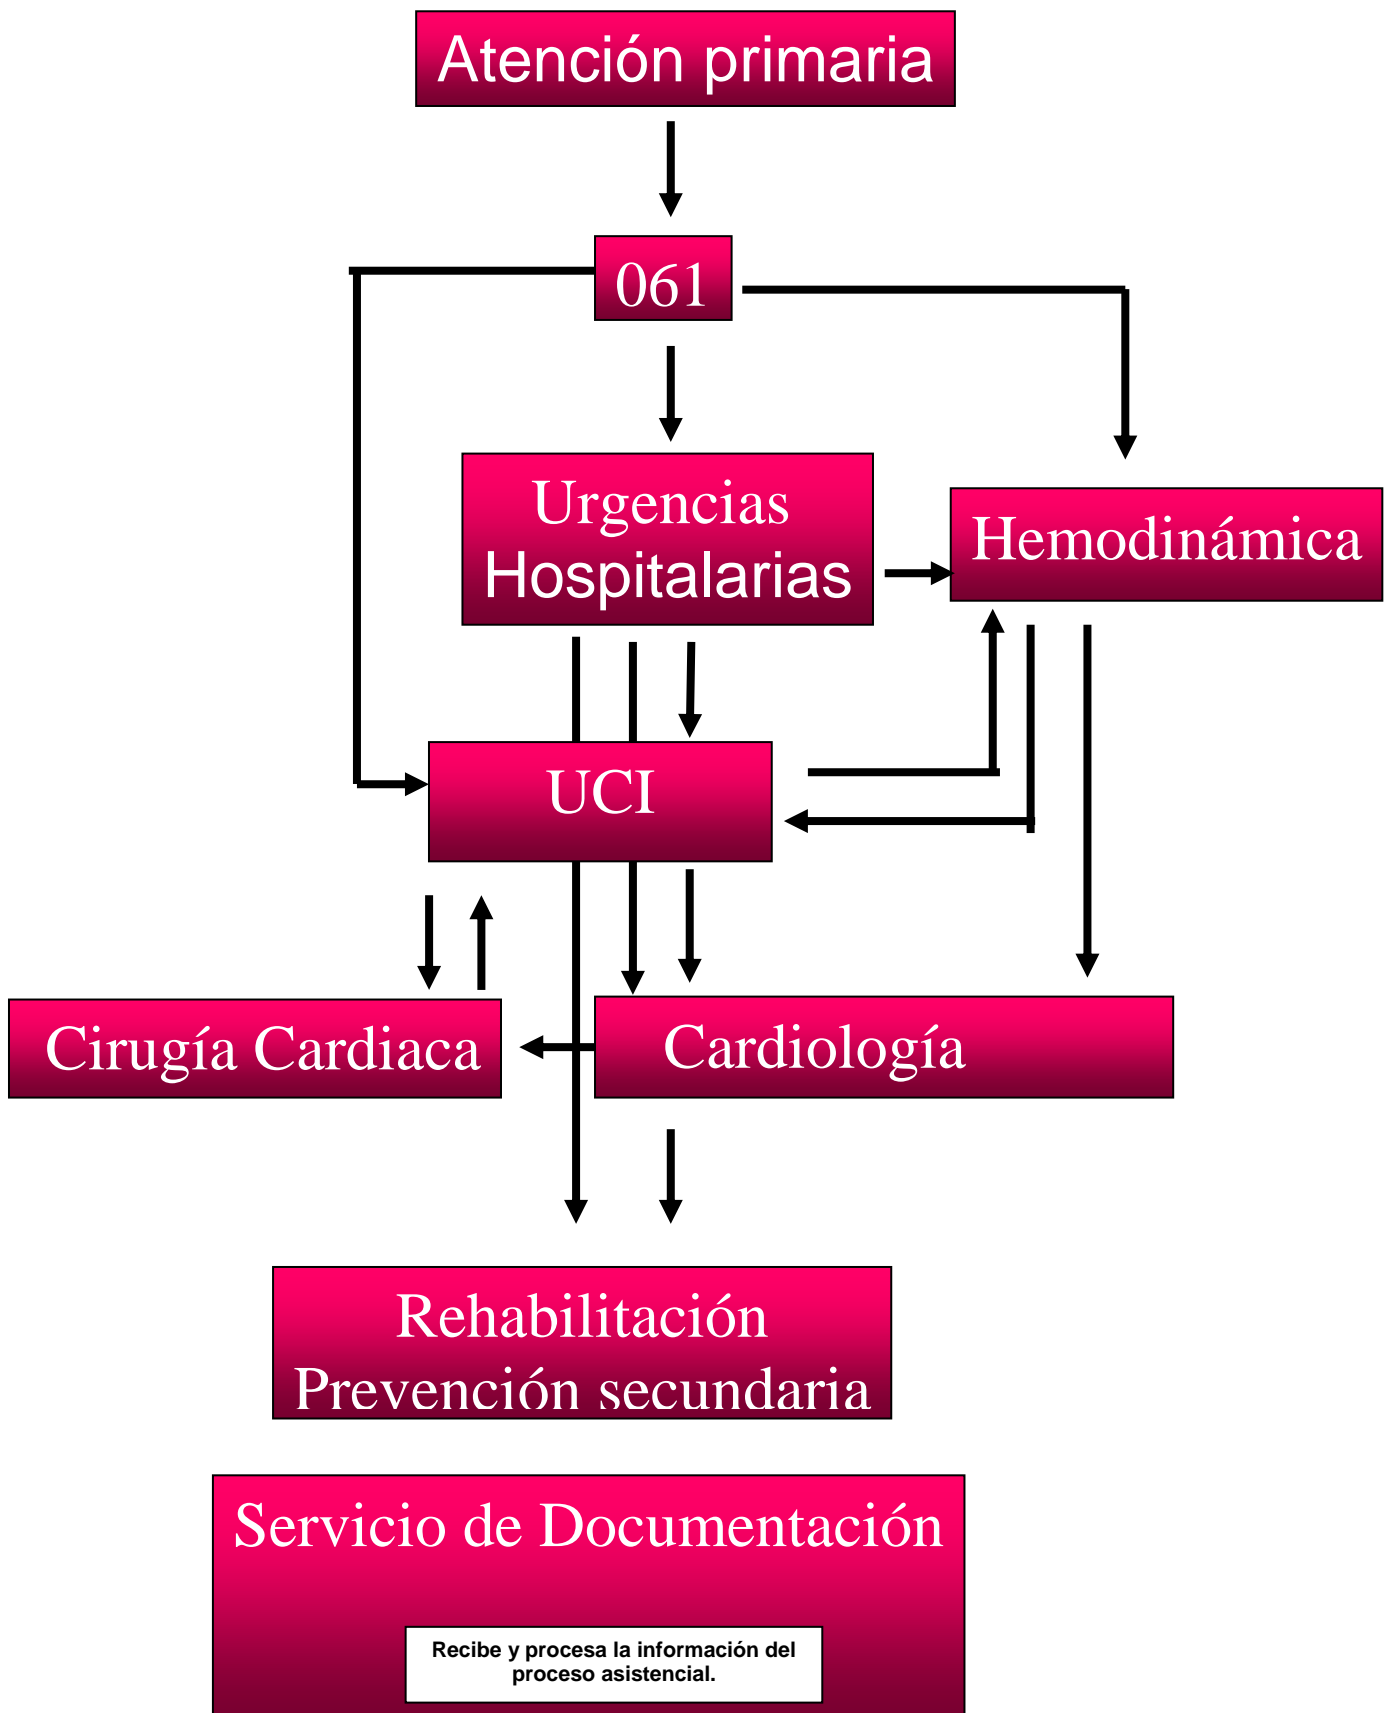 Atención primaria
061
Urgencias
Hospitalarias
Hemodinámica
UCI
Cirugía Cardiaca
Cardiología
Rehabilitación
Prevención secundaria
Servicio de Documentación
Recibe y procesa la información del
proceso asistencial.